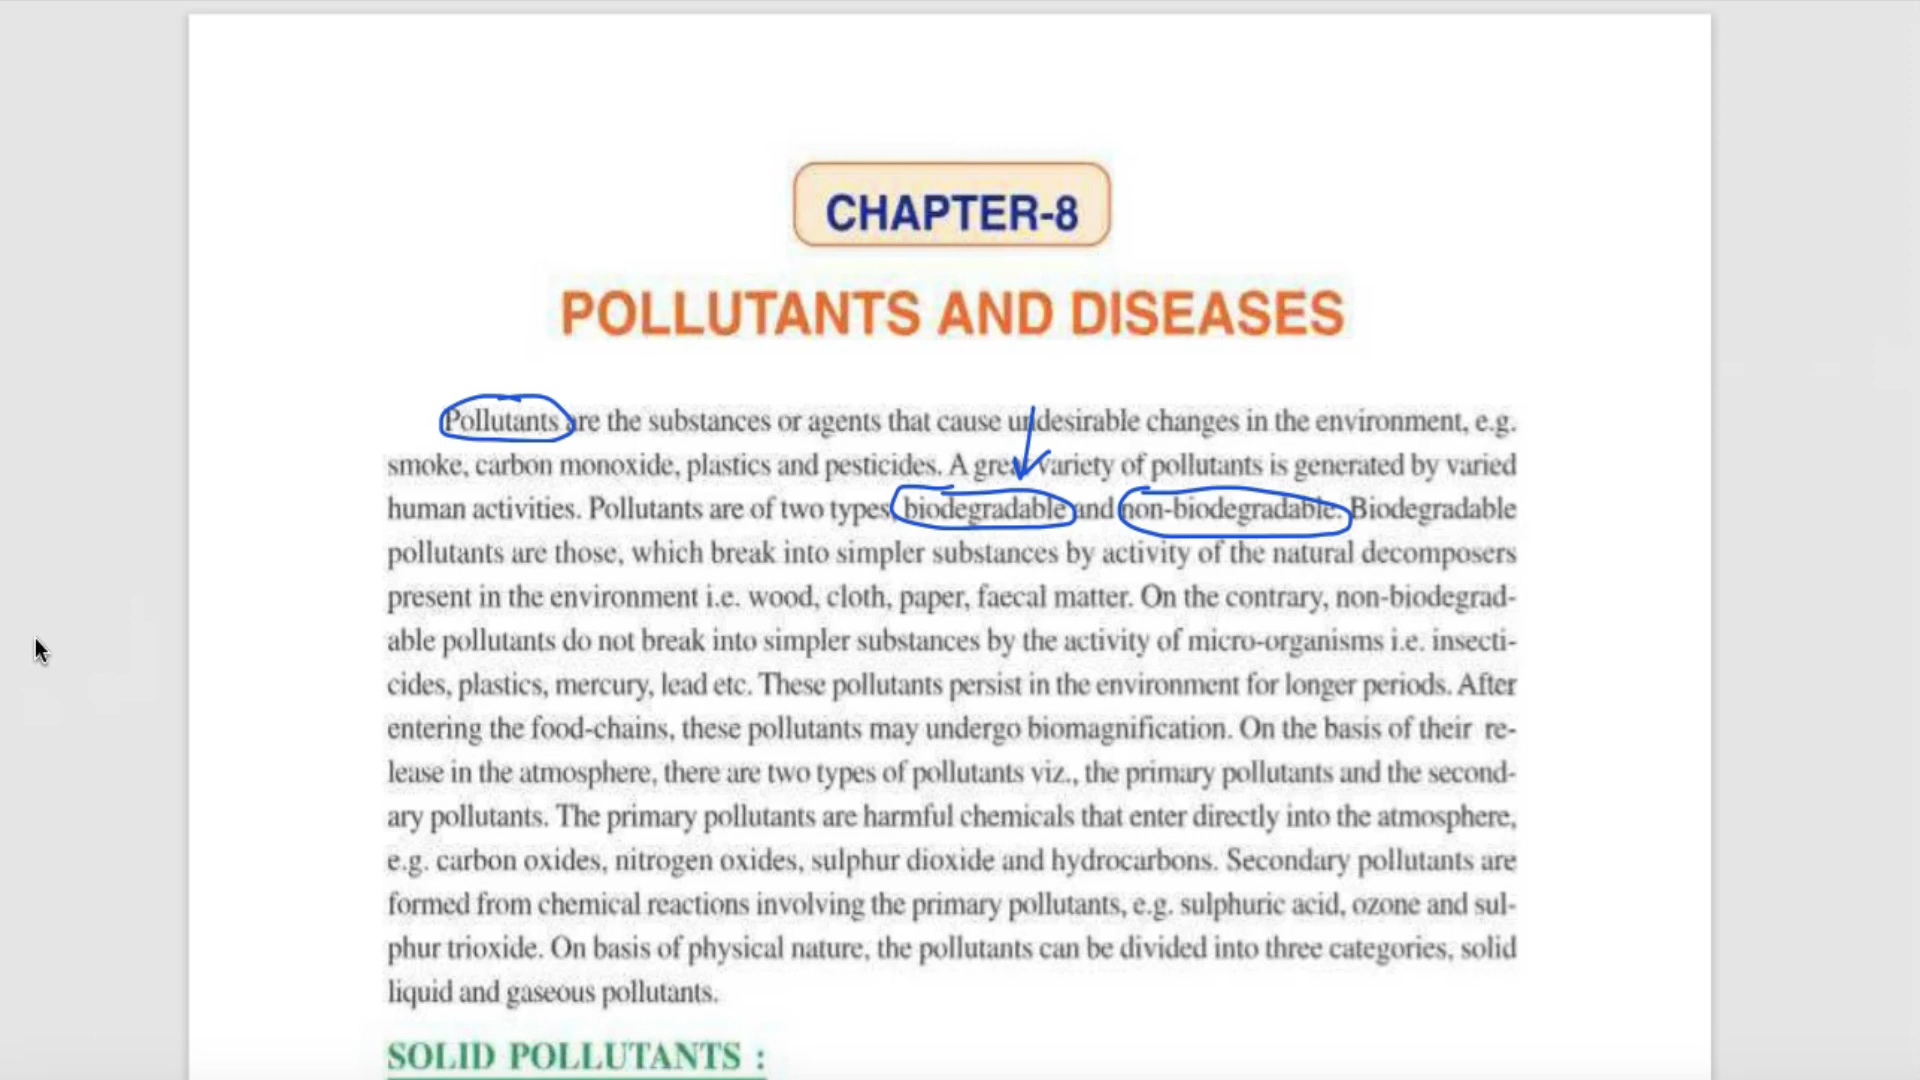 CHAPTER-8
POLLUTANTS AND DISEASES
Pollutants are the substances or agents that cause undesirable changes in the environment, e.g.
smoke, carbon monoxide, plastics and pesticides. A great variety of pollutants is generated by varied
human activities. Pollutants are of two types, biodegradable and non-biodegradable. Biodegradable
pollutants are those, which break into simpler substances by activity of the natural decomposers
present in the environment i.e. wood, cloth, paper, faecal matter. On the contrary, non-biodegrad-
able pollutants do not break into simpler substances by the activity of micro-organisms i.e. insecti-
cides, plastics, mercury, lead etc. These pollutants persist in the environment for longer periods. After
entering the food-chains, these pollutants may undergo biomagnification. On the basis of their re-
lease in the atmosphere, there are two types of pollutants viz., the primary pollutants and the second-
ary pollutants. The primary pollutants are harmful chemicals that enter directly into the atmosphere,
e.g. carbon oxides, nitrogen oxides, sulphur dioxide and hydrocarbons. Secondary pollutants are
formed from chemical reactions involving the primary pollutants, e.g. sulphuric acid, ozone and sul-
phur trioxide. On basis of physical nature, the pollutants can be divided into three categories, solid
liquid and gaseous pollutants.
SOLID POLLUTANTS :